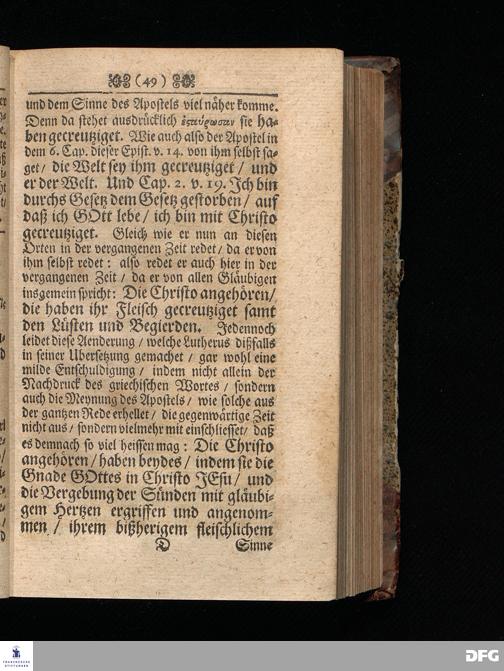 (49)
und dem Sinne des Apostels viel näher komme.
Denn da stehet ausdrücklich ἐςαύρωσαν sie ha-
ben gecreutziget. Wie auch also der Apostel in
dem 6. Cap. dieser Epist. v. 14. von ihm selbst sa-
get / die Welt sey ihm gecreutziget / und
er der Welt. Und Cap. 2. v. 19. Ich bin
durchs Gesetz dem Gesetz gestorben / auf
daß ich GOtt lebe / ich bin mit Christo
gecreutziget. Gleich wie er nun an diesen
Orten in der vergangenen Zeit redet / da er von
ihm selbst redet : also redet er auch hier in der
vergangenen Zeit / da er von allen Gläubigen
insgemein spricht: Die Christo angehören /
die haben ihr Fleisch gecreutziget samt
den Lüsten und Begierden. Jedennoch
leidet diese Aenderung / welche Lutherus dißfalls
in seiner Ubersetzung gemachet / gar wohl eine
milde Entschuldigung / indem nicht allein der
Nachdruck des griechischen Wortes / sondern
auch die Meynung des Apostels / wie solche aus
der gantzen Rede erhellet / die gegenwärtige Zeit
nicht aus / sondern vielmehr mit einschliesset / daß
es demnach so viel heissen mag : Die Christo
angehören / haben beydes / indem sie die
Gnade GOttes in Christo JEsu / und
die Vergebung der Sünden mit gläubi-
gem Hertzen ergriffen und angenom-
men / ihrem bißherigem fleischlichem
D Sinne
FRANCKESCHE
STIFTUNGEN
DFG